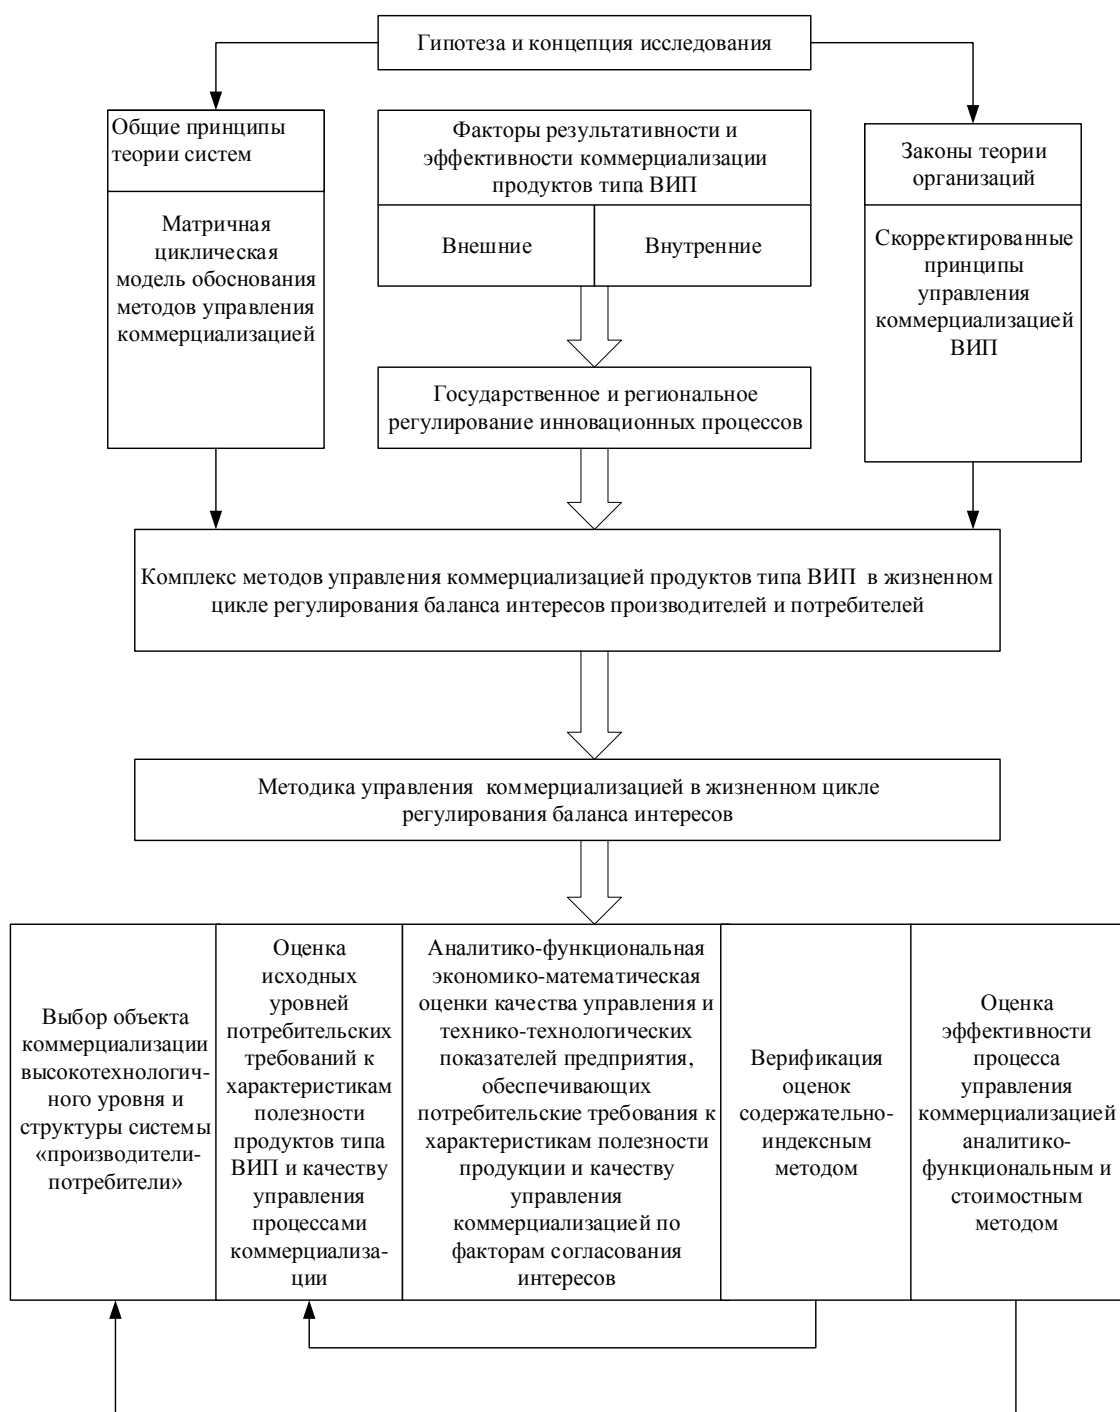 Гипотеза и концепция исследования
Общие принципы
теории систем
Матричная
циклическая
модель обоснования
методов управления
коммерциализацией
Факторы результативности и
эффективности коммерциализации
продуктов типа ВИП
Внешние
Внутренние
Законы теории
организаций
Скорректированные
принципы
управления
коммерциализацией
ВИП
Государственное и региональное
регулирование инновационных процессов
Комплекс методов управления коммерциализацией продуктов типа ВИП в жизненном
цикле регулирования баланса интересов производителей и потребителей
Методика управления коммерциализацией в жизненном цикле
регулирования баланса интересов
Выбор объекта
коммерциализации
высокотехнологич-
ного уровня и
структуры системы
«производители-
потребители»
Оценка
исходных
уровней
потребительских
требований к
характеристикам
полезности
продуктов типа
ВИП и качеству
управления
процессами
коммерциализа-
ции
Аналитико-функциональная
экономико-математическая
оценки качества управления и
технико-технологических
показателей предприятия,
обеспечивающих
потребительские требования к
характеристикам полезности
продукции и качеству
управления
коммерциализацией по
факторам согласования
интересов
Верификация
оценок
содержательно-
индексным
методом
Оценка
эффективности
процесса
управления
коммерциализацией
аналитико-
функциональным и
стоимостным
методом